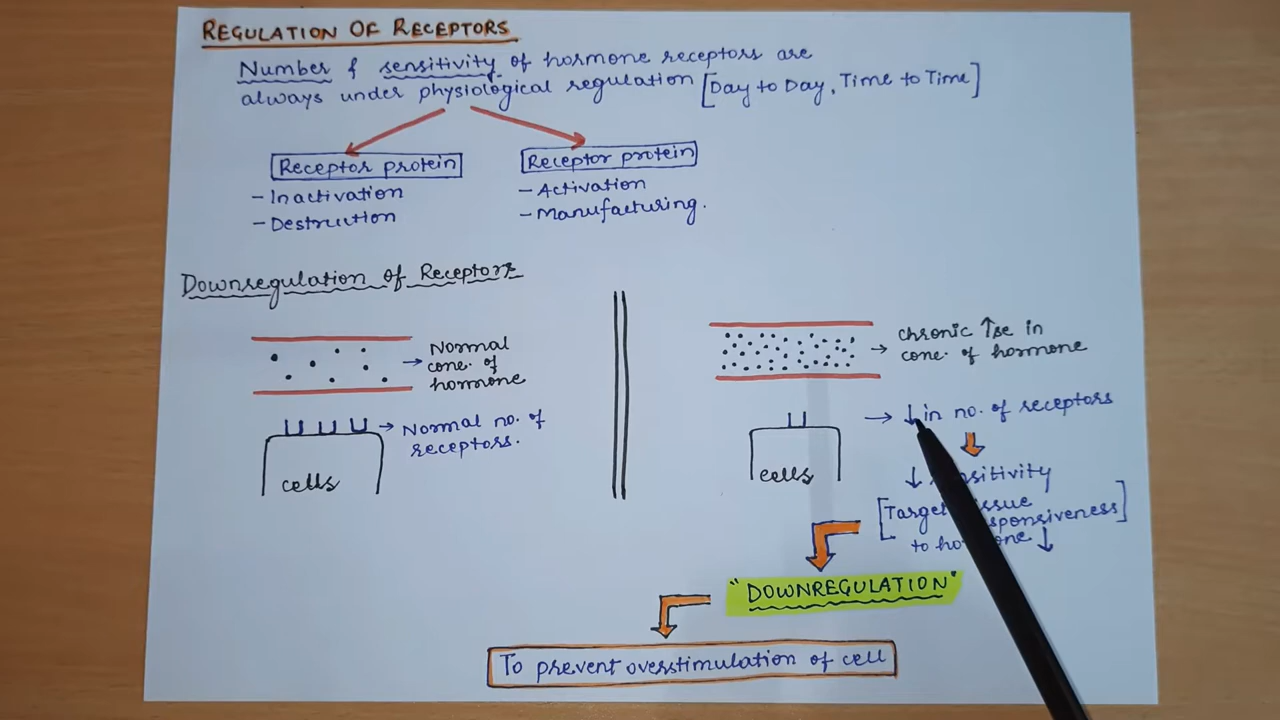 REGULATION OF RECEPTORS
Number & sensitivity of hormone receptors are
always under physiological regulation [Day to Day, Time to Time]
Receptor protein
- Inactivation
- Destruction
Receptor protein
- Activation
- Manufacturing.
Downregulation of Receptors
Normal
conc. of
hormone
cells
Normal no. of
receptors.
chronic ↑se in
conc. of hormone
cells
↓ in no. of receptors
↓
to hormone ↓
"DOWNREGULATION"
To prevent overstimulation of cell